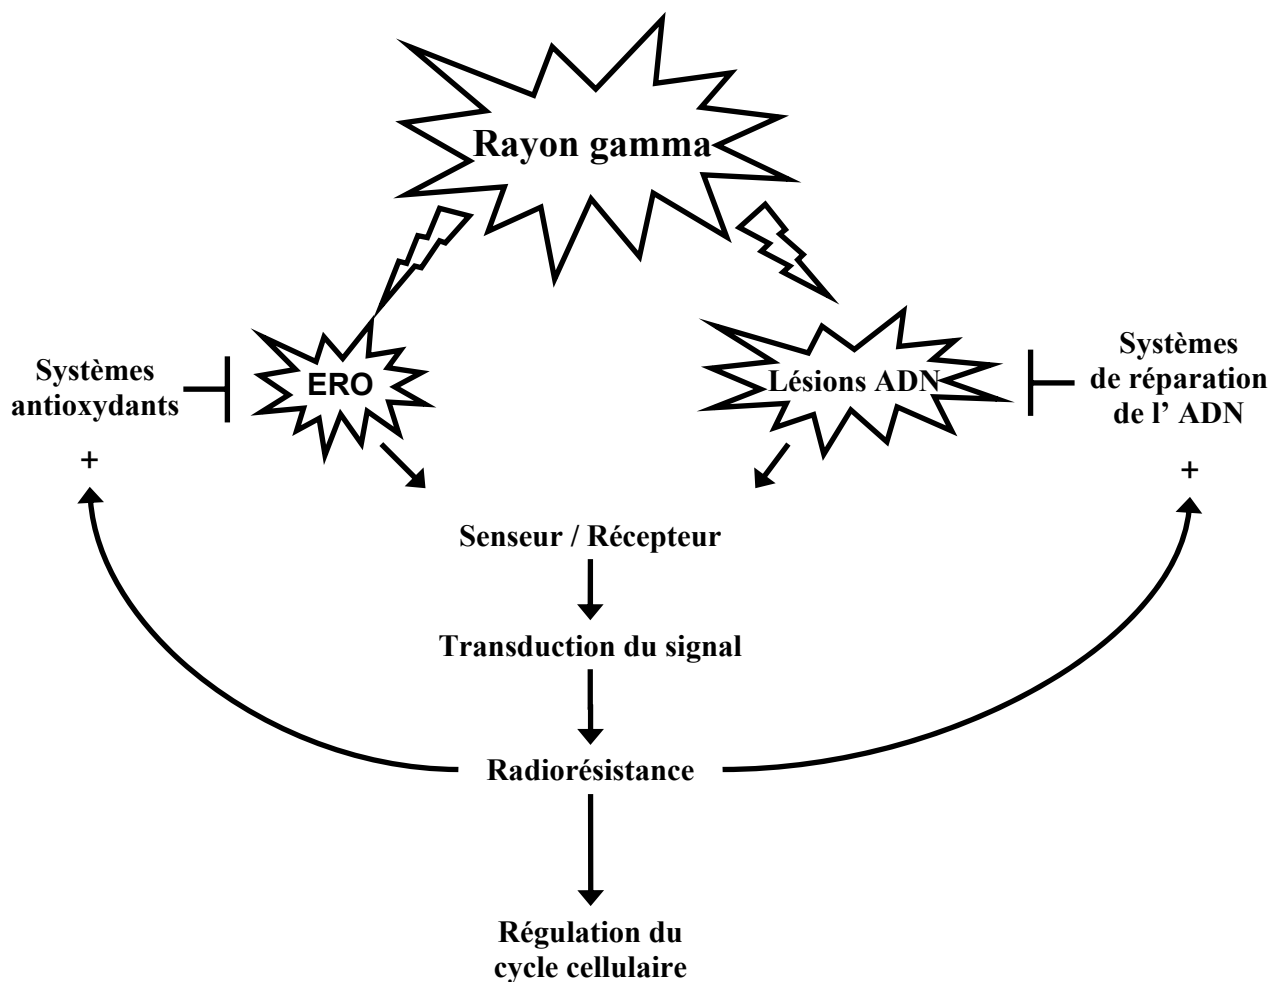 Rayon gamma
Systèmes
antioxydants
+
ERO
Lésions ADN
Systèmes
de réparation
de l’ ADN
+
Senseur / Récepteur
Transduction du signal
Radiorésistance
Régulation du
cycle cellulaire